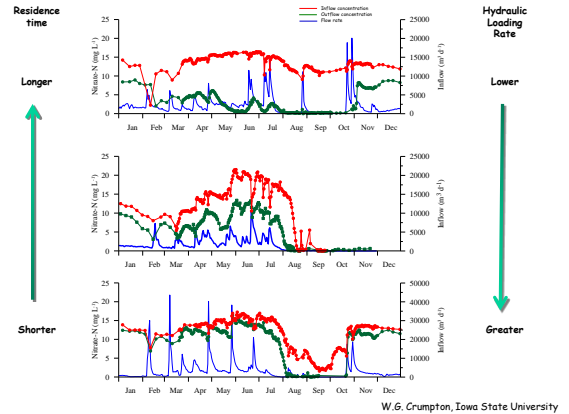 Residence
time
Longer
Shorter
Inflow concentration
Outflow concentration
Flow rate
Hydraulic
Loading
Rate
Lower
Greater
Nitrate-N (mg L⁻¹)
25
20
15
10
5
0
25000
20000
15000
10000
5000
0
Inflow (m³ d⁻¹)
Jan Feb Mar Apr May Jun Jul Aug Sep Oct Nov Dec
Nitrate-N (mg L⁻¹)
25
20
15
10
5
0
25000
20000
15000
10000
5000
0
Inflow (m³ d⁻¹)
Jan Feb Mar Apr May Jun Jul Aug Sep Oct Nov Dec
Nitrate-N (mg L⁻¹)
25
20
15
10
5
0
50000
40000
30000
20000
10000
0
Inflow (m³ d⁻¹)
Jan Feb Mar Apr May Jun Jul Aug Sep Oct Nov Dec
W.G. Crumpton, Iowa State University